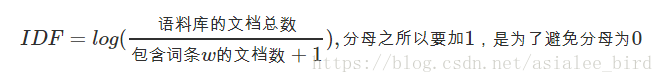 IDF = log(语料库的文档总数/包含词条w的文档数 + 1),分母之所以要加1，是为了避免分母为0
https://blog.csdn.net/asialee_bird